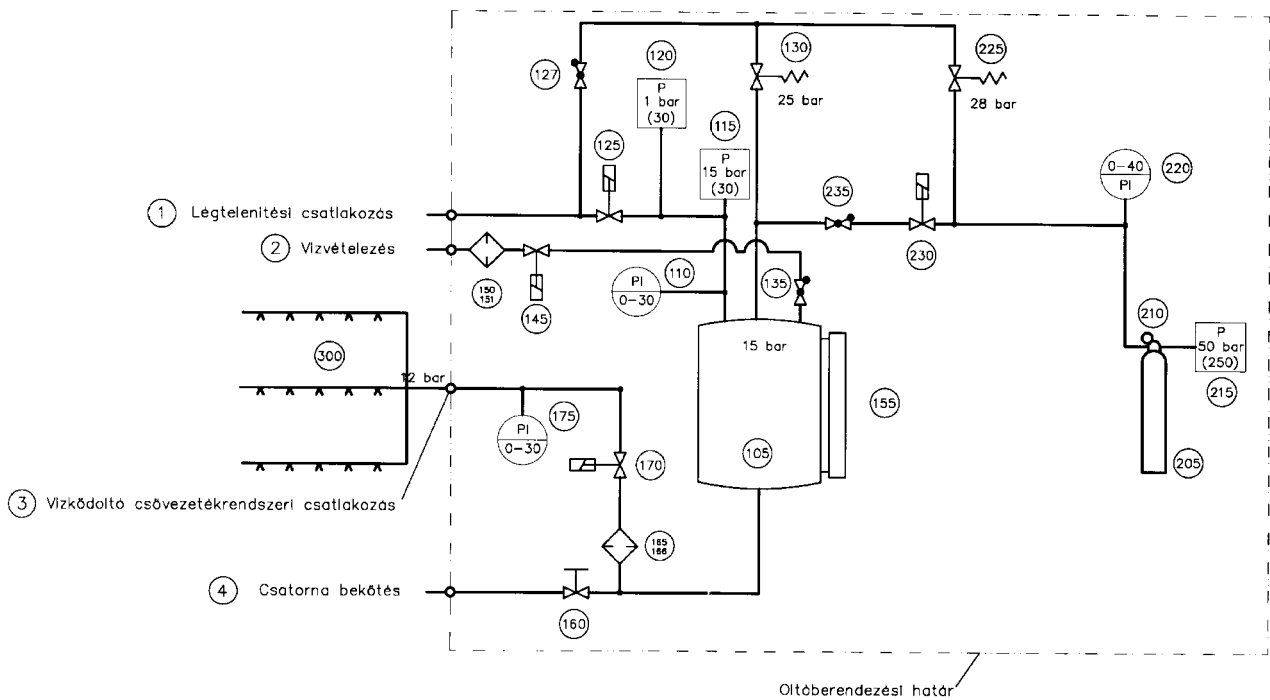 130
225
120
127
P
1 bar
(30)
25 bar
28 bar
115
125
P
15 bar
(30)
0-40
PI
220
235
1 Légtelenítési csatlakozás
2 Vízvételezés
230
110
135
150
151
PI
0-30
145
210
15 bar
P
50 bar
(250)
300
12 bar
215
155
175
PI
0-30
105
170
205
3 Vízködoltó csővezetékrendszeri csatlakozás
165
166
4 Csatorna bekötés
160
Oltóberendezési határ